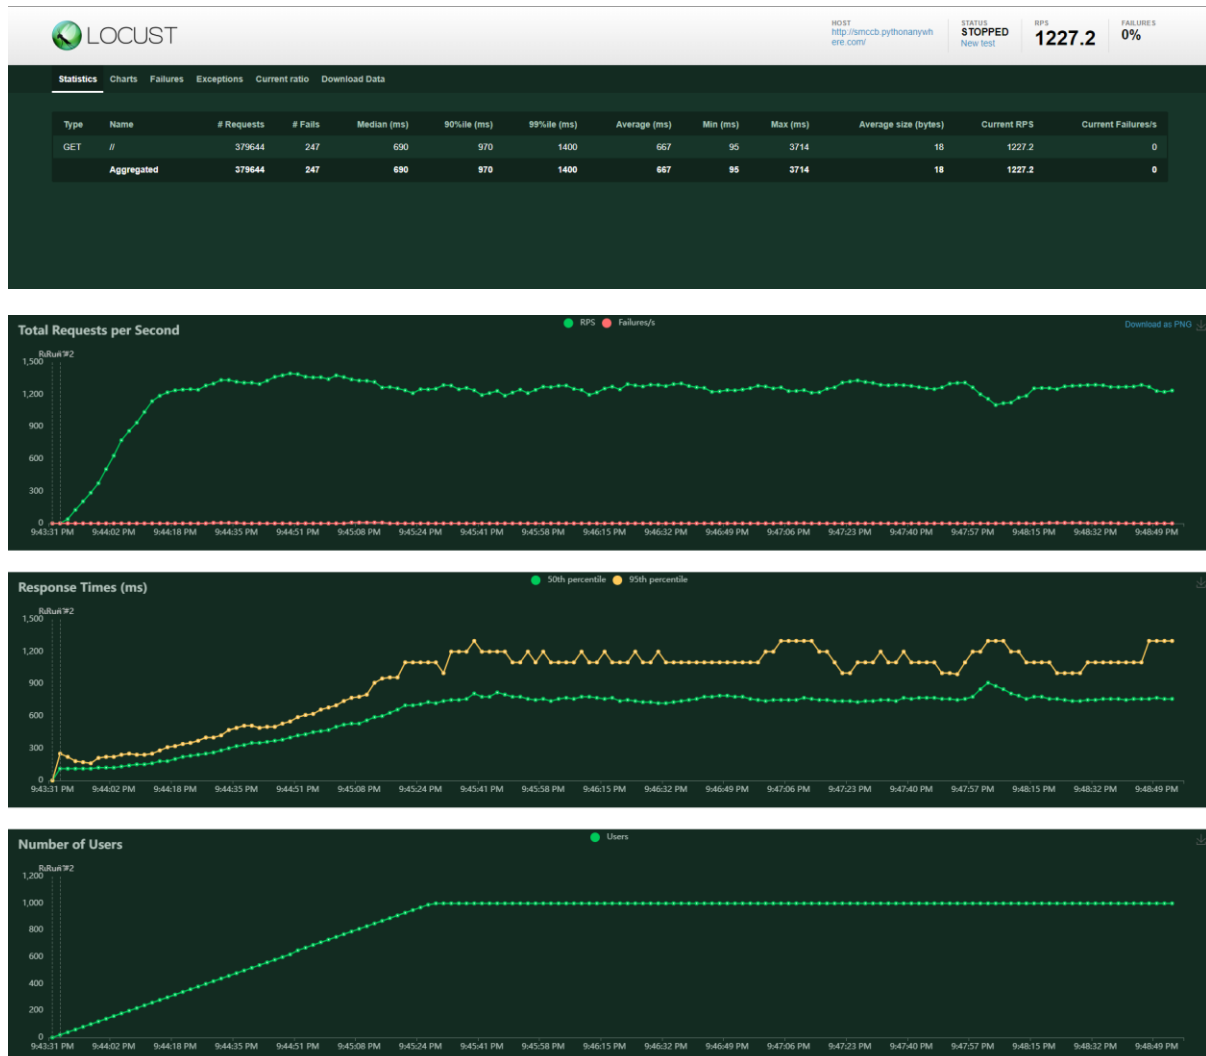 LOCUST
HOST
http://smccb.pythonanywh
ere.com/
STATUS
STOPPED
New test
RPS
1227.2
FAILURES
0%
Statistics Charts Failures Exceptions Current ratio Download Data
Type Name # Requests # Fails Median (ms) 90%ile (ms) 99%ile (ms) Average (ms) Min (ms) Max (ms) Average size (bytes) Current RPS Current Failures/s
GET // 379644 247 690 970 1400 667 95 3714 18 1227.2 0
Aggregated 379644 247 690 970 1400 667 95 3714 18 1227.2 0
Total Requests per Second
RPS Failures/s
Download as PNG
1,500
1,200
900
600
300
0
9:43:31 PM 9:44:02 PM 9:44:18 PM 9:44:35 PM 9:44:51 PM 9:45:08 PM 9:45:24 PM 9:45:41 PM 9:45:58 PM 9:46:15 PM 9:46:32 PM 9:46:49 PM 9:47:06 PM 9:47:23 PM 9:47:40 PM 9:47:57 PM 9:48:15 PM 9:48:32 PM 9:48:49 PM
Response Times (ms)
50th percentile 95th percentile
1,500
1,200
900
600
300
0
9:43:31 PM 9:44:02 PM 9:44:18 PM 9:44:35 PM 9:44:51 PM 9:45:08 PM 9:45:24 PM 9:45:41 PM 9:45:58 PM 9:46:15 PM 9:46:32 PM 9:46:49 PM 9:47:06 PM 9:47:23 PM 9:47:40 PM 9:47:57 PM 9:48:15 PM 9:48:32 PM 9:48:49 PM
Number of Users
Users
1,200
1,000
800
600
400
200
0
9:43:31 PM 9:44:02 PM 9:44:18 PM 9:44:35 PM 9:44:51 PM 9:45:08 PM 9:45:24 PM 9:45:41 PM 9:45:58 PM 9:46:15 PM 9:46:32 PM 9:46:49 PM 9:47:06 PM 9:47:23 PM 9:47:40 PM 9:47:57 PM 9:48:15 PM 9:48:32 PM 9:48:49 PM